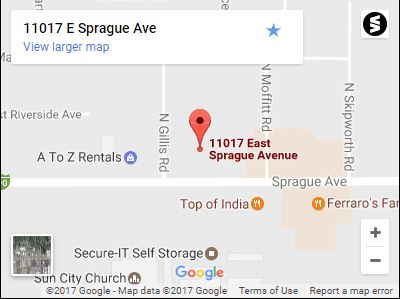 11017 E Sprague Ave
View larger map
st Riverside Ave
N Gillis Rd
N Moffitt Rd
N Skipworth Rd
11017 East
Sprague Avenue
A To Z Rentals
Sprague Ave
Top of India
Ferraro's Fam
Secure-IT Self Storage
Sun City Church
Google
©2017 Google - Map data ©2017 Google
Terms of Use
Report a map error